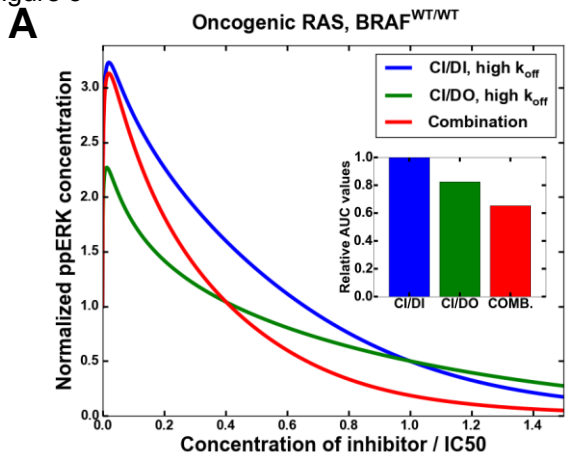 A
Oncogenic RAS, BRAF^WT/WT
Normalized ppERK concentration
3.0
2.5
2.0
1.5
1.0
0.5
0.0
CI/DI, high k_off
CI/DO, high k_off
Combination
Relative AUC values
1.0
0.8
0.6
0.4
0.2
0.0
CI/DI CI/DO COMB.
0.0 0.2 0.4 0.6 0.8 1.0 1.2 1.4
Concentration of inhibitor / IC50